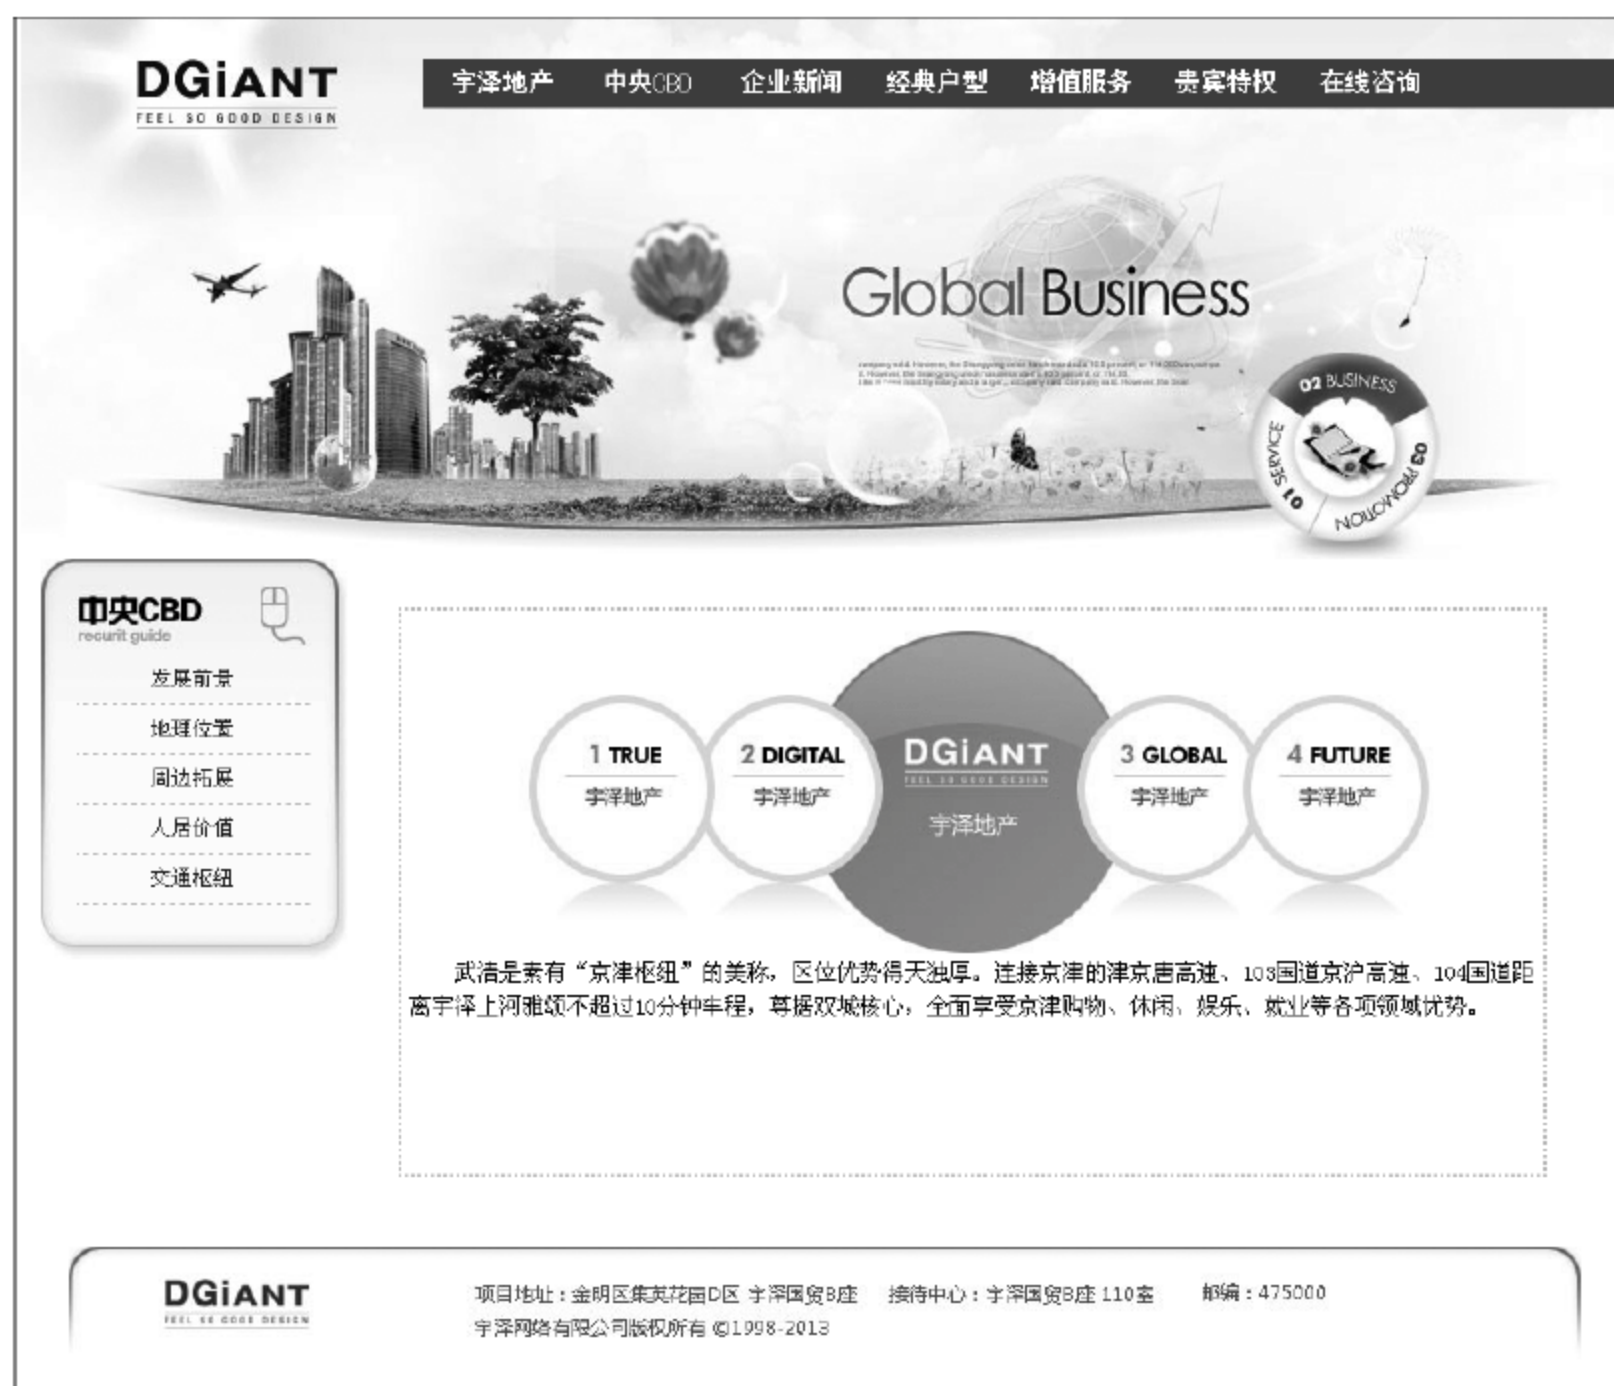 DGiANT
FEEL SO GOOD DESIGN
宇泽地产 中央CBD 企业新闻 经典户型 增值服务 贵宾特权 在线咨询
Global Business
02 BUSINESS
01 SERVICE
03 PROMOTION
中央CBD
recurit guide
发展前景
地理位置
周边拓展
人居价值
交通枢纽
1 TRUE
宇泽地产
2 DIGITAL
宇泽地产
DGiANT
FEEL SO GOOD DESIGN
宇泽地产
3 GLOBAL
宇泽地产
4 FUTURE
宇泽地产
武清是素有“京津枢纽”的美称，区位优势得天独厚。连接京津的津京唐高速、103国道京沪高速、104国道距
离宇泽上河雅颂不超过10分钟车程，尊据双城核心，全面享受京津购物、休闲、娱乐、就业等各项领域优势。
DGiANT
FEEL SO GOOD DESIGN
项目地址：金明区集英花园D区 宇泽国贸B座 接待中心：宇泽国贸B座 110室 邮编：475000
宇泽网络有限公司版权所有 ©1998-2013